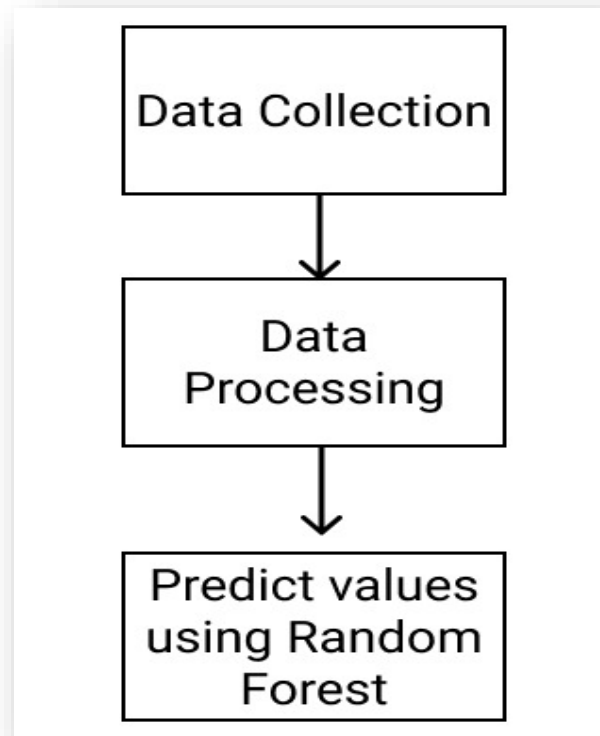 Data Collection
Data
Processing
Predict values
using Random
Forest